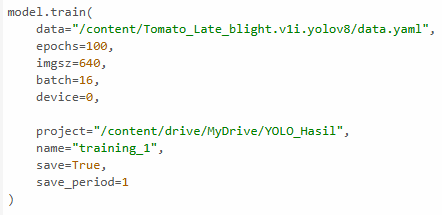 model.train(
    data="/content/Tomato_Late_blight.v1i.yolov8/data.yaml",
    epochs=100,
    imgsz=640,
    batch=16,
    device=0,

    project="/content/drive/MyDrive/YOLO_Hasil",
    name="training_1",
    save=True,
    save_period=1
)